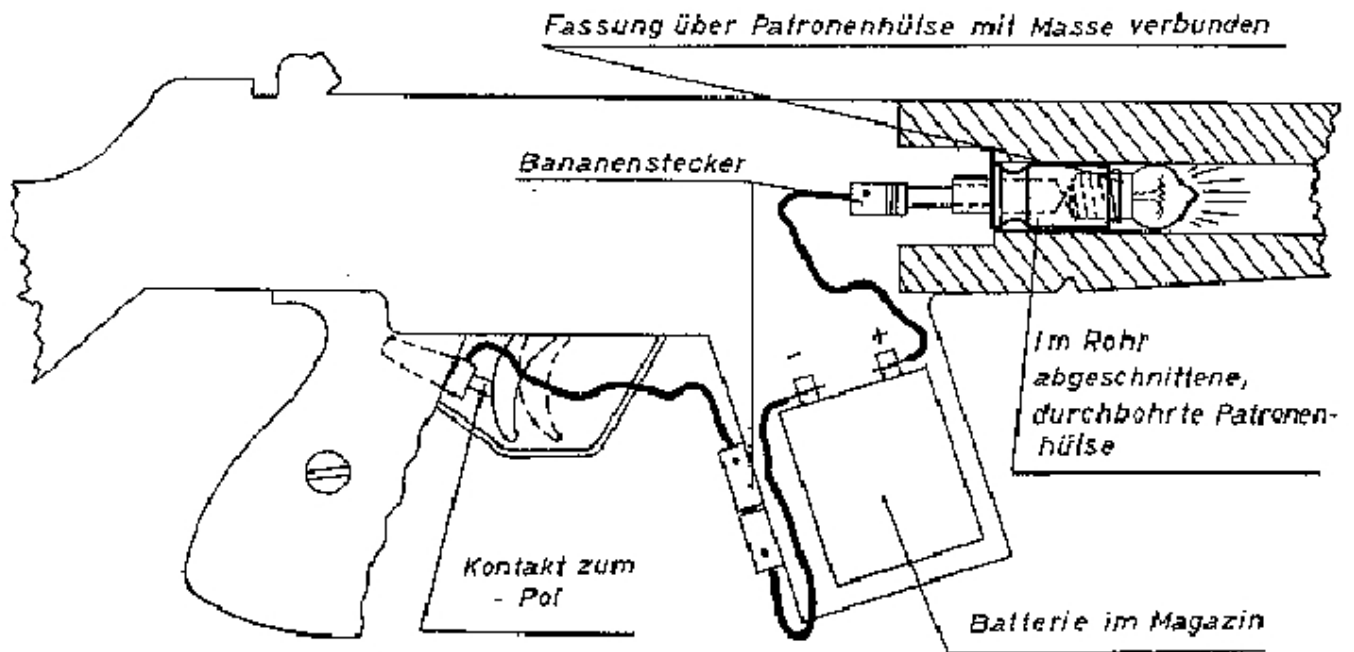 Fassung über Patronenhülse mit Masse verbunden
Bananenstecker
- +
Im Rohr
abgeschnittene,
durchbohrte Patronen-
hülse
Kontakt zum
- Pol
Batterie im Magazin